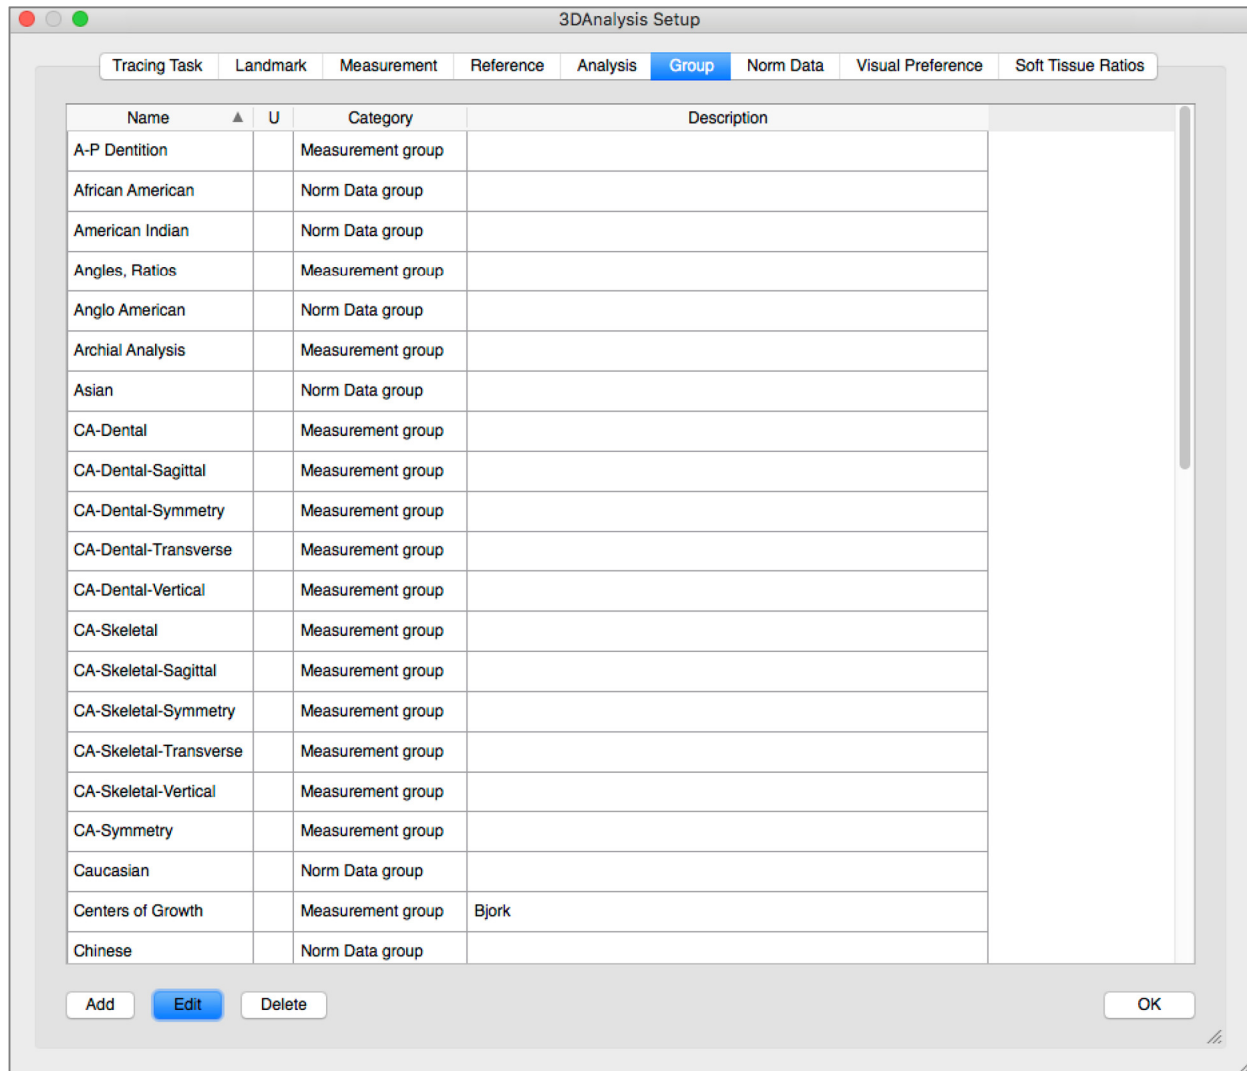 3DAnalysis Setup
Tracing Task Landmark Measurement Reference Analysis Group Norm Data Visual Preference Soft Tissue Ratios
Name ▲ U Category Description
A-P Dentition Measurement group
African American Norm Data group
American Indian Norm Data group
Angles, Ratios Measurement group
Anglo American Norm Data group
Archial Analysis Measurement group
Asian Norm Data group
CA-Dental Measurement group
CA-Dental-Sagittal Measurement group
CA-Dental-Symmetry Measurement group
CA-Dental-Transverse Measurement group
CA-Dental-Vertical Measurement group
CA-Skeletal Measurement group
CA-Skeletal-Sagittal Measurement group
CA-Skeletal-Symmetry Measurement group
CA-Skeletal-Transverse Measurement group
CA-Skeletal-Vertical Measurement group
CA-Symmetry Measurement group
Caucasian Norm Data group
Centers of Growth Measurement group Bjork
Chinese Norm Data group
Add Edit Delete OK